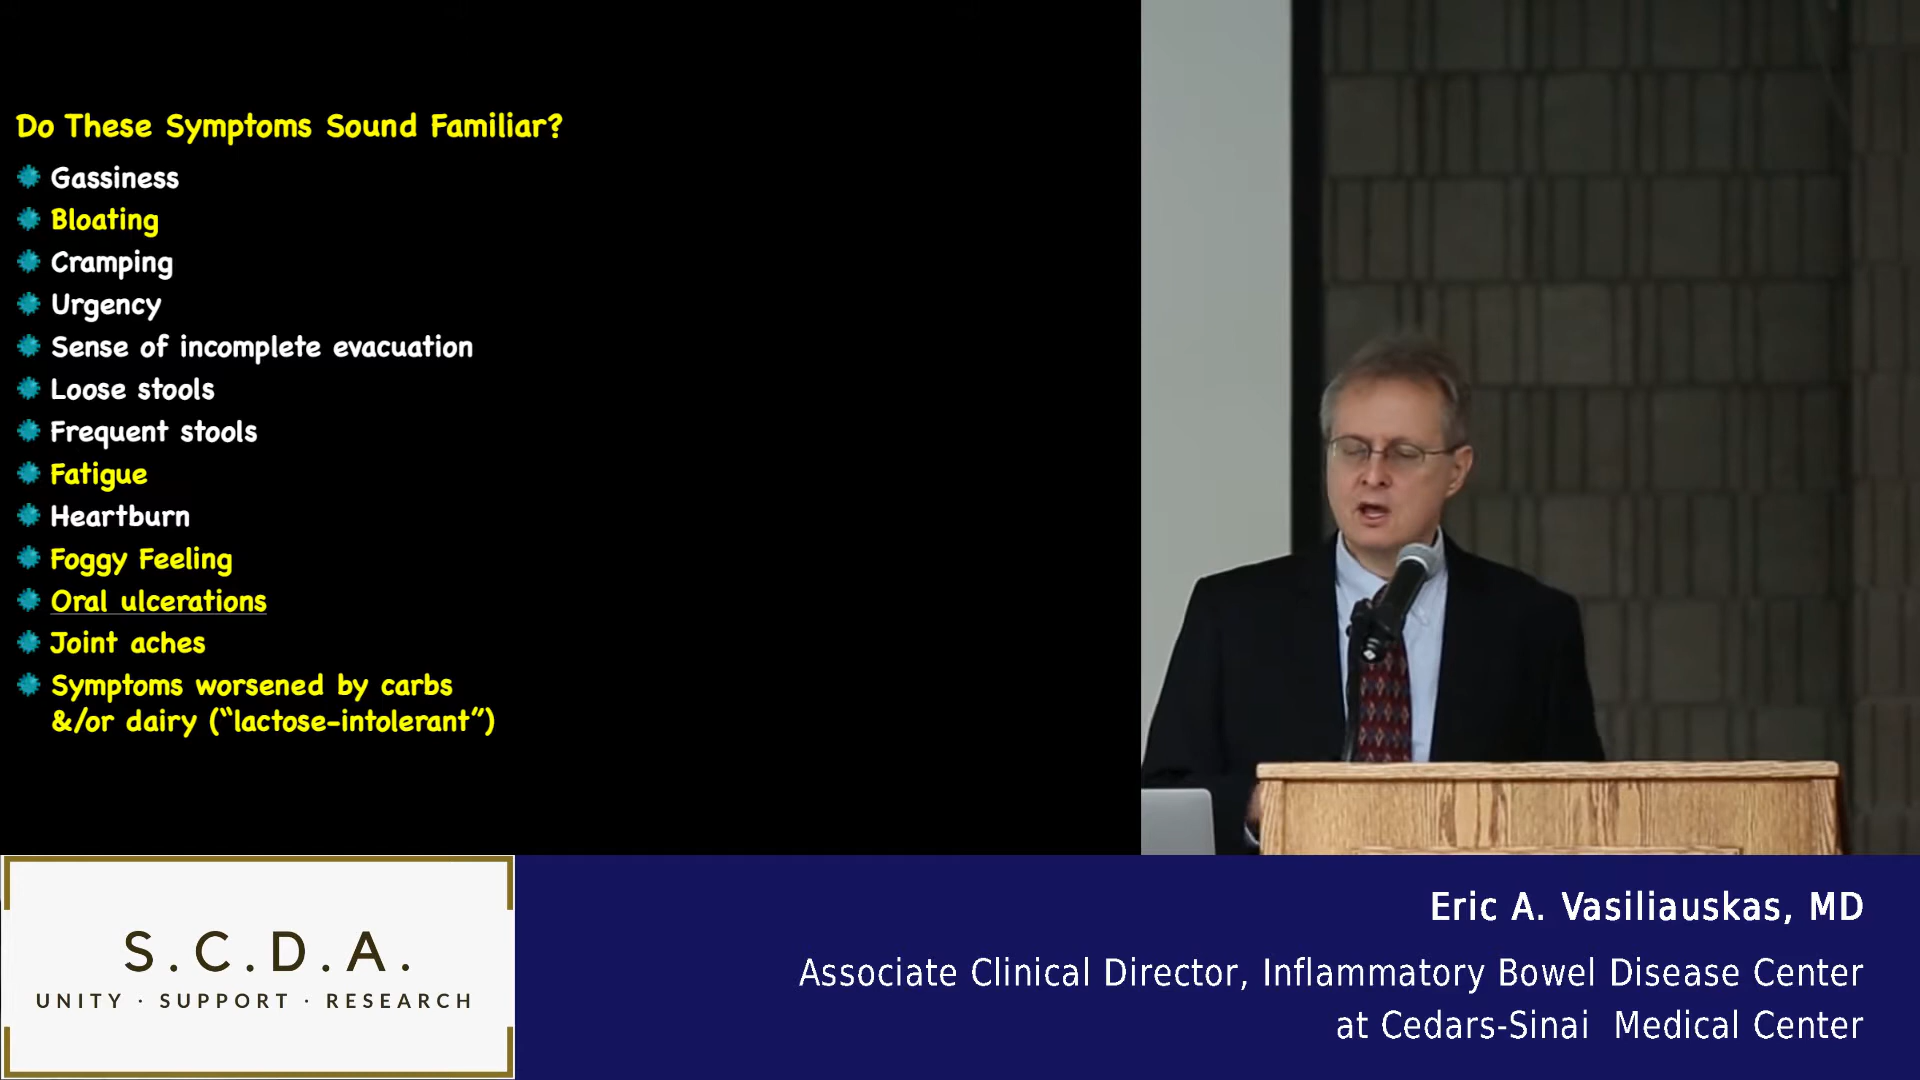 Do These Symptoms Sound Familiar?
Gassiness
Bloating
Cramping
Urgency
Sense of incomplete evacuation
Loose stools
Frequent stools
Fatigue
Heartburn
Foggy Feeling
Oral ulcerations
Joint aches
Symptoms worsened by carbs
&/or dairy (“lactose-intolerant”)
S.C.D.A.
UNITY · SUPPORT · RESEARCH
Eric A. Vasiliauskas, MD
Associate Clinical Director, Inflammatory Bowel Disease Center
at Cedars-Sinai Medical Center